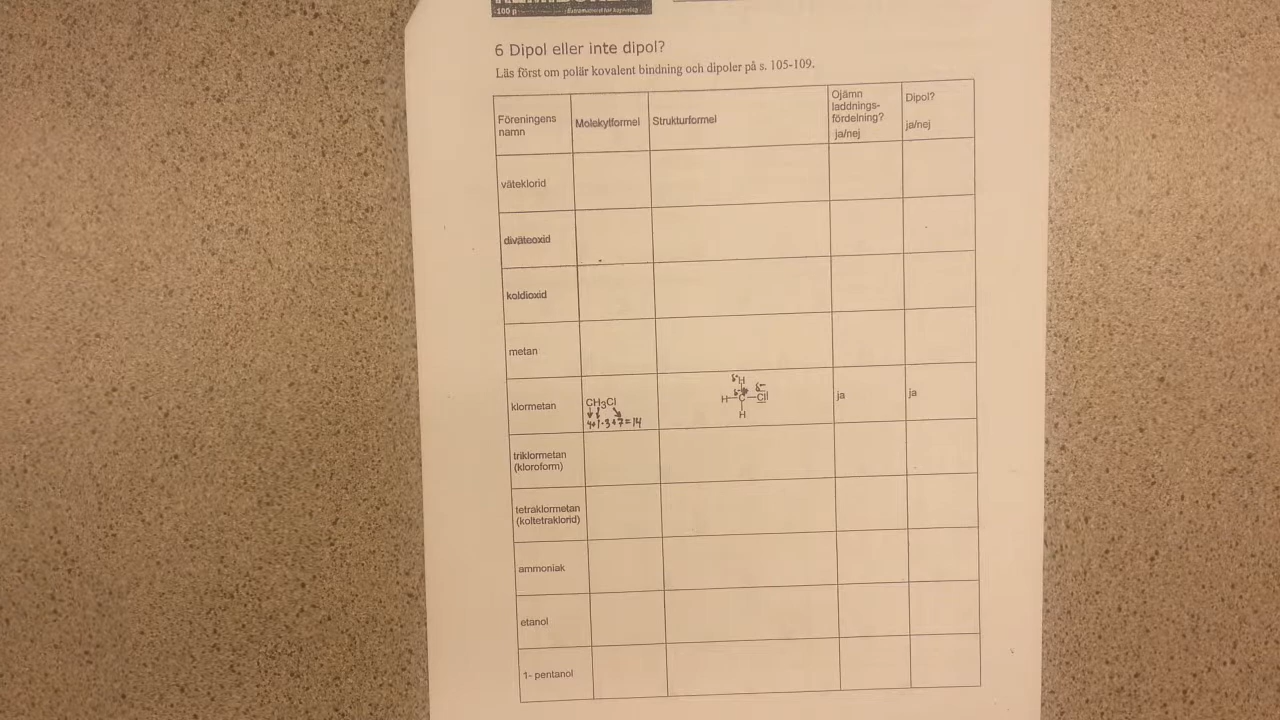 100 p
6 Dipol eller inte dipol?
Läs först om polär kovalent bindning och dipoler på s. 105-109.
Föreningens namn Molekylformel Strukturformel Ojämn laddnings-fördelning? ja/nej Dipol? ja/nej
väteklorid
diväteoxid
koldioxid
metan
klormetan CH3Cl ja ja
4+1·3+7=14
δ+ H δ-
H C Cl
H
triklormetan
(kloroform)
tetraklormetan
(koltetraklorid)
ammoniak
etanol
1- pentanol